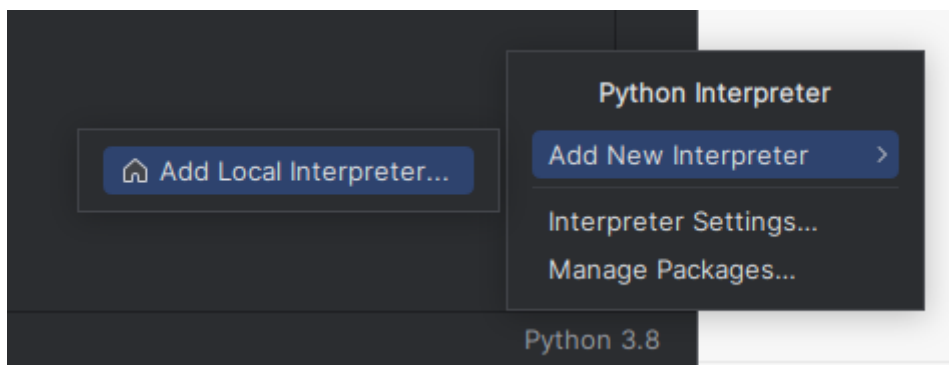 Python Interpreter
Add New Interpreter
Add Local Interpreter...
Interpreter Settings...
Manage Packages...
Python 3.8